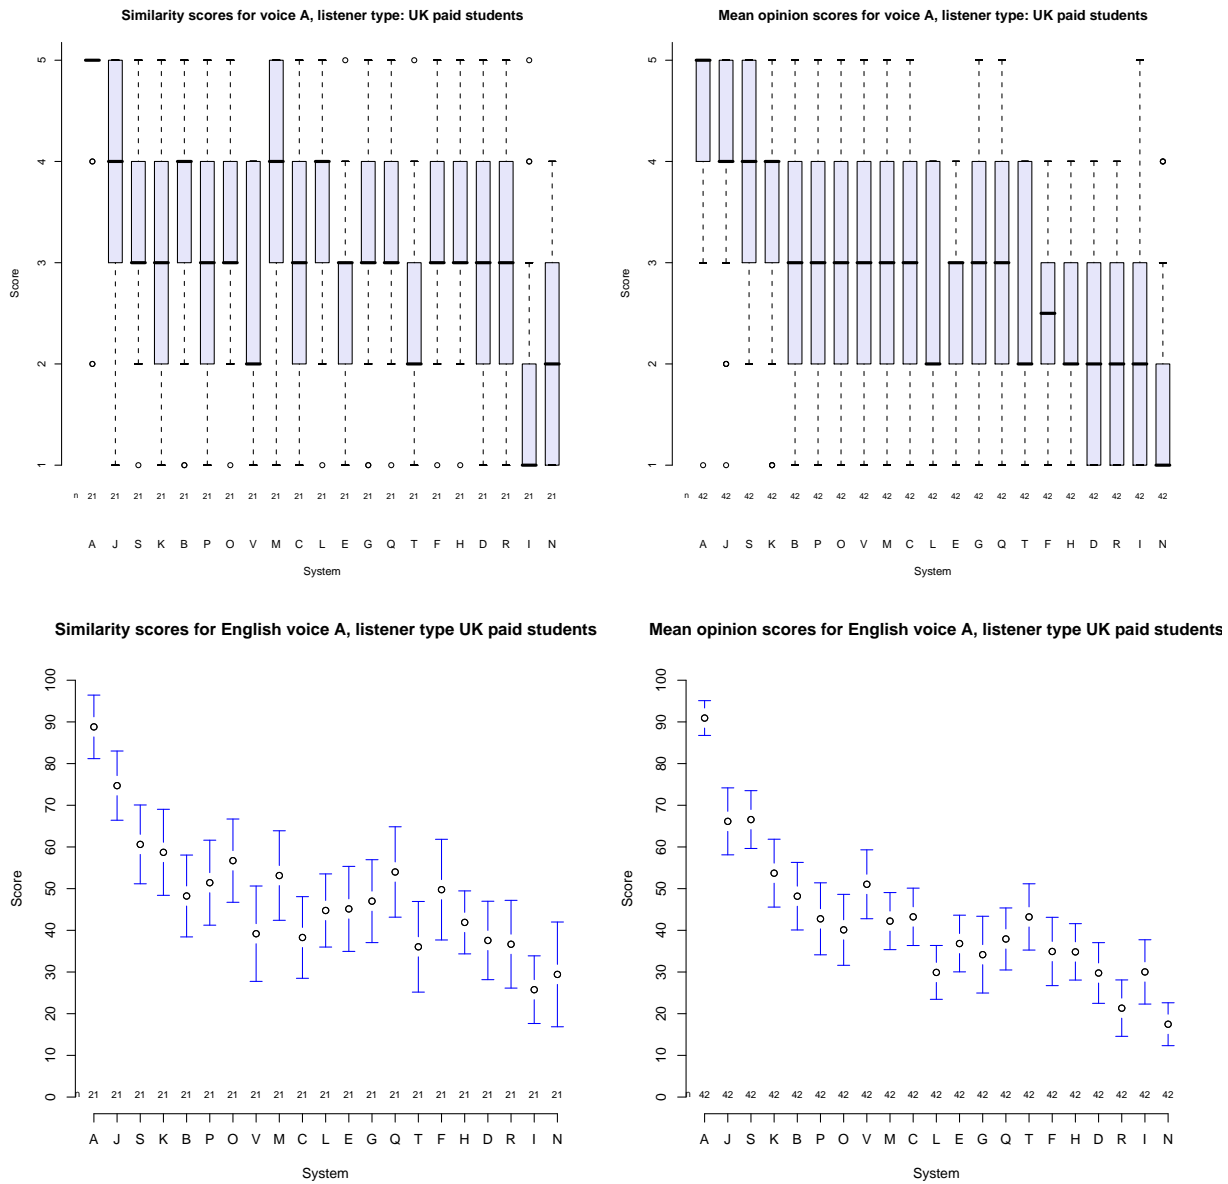 Similarity scores for voice A, listener type: UK paid students
5
4
3
2
1
Score
n 21 21 21 21 21 21 21 21 21 21 21 21 21 21 21 21 21 21 21 21 21
A J S K B P O V M C L E G Q T F H D R I N
System
Mean opinion scores for voice A, listener type: UK paid students
5
4
3
2
1
Score
n 42 42 42 42 42 42 42 42 42 42 42 42 42 42 42 42 42 42 42 42 42
A J S K B P O V M C L E G Q T F H D R I N
System
Similarity scores for English voice A, listener type UK paid students
100
90
80
70
60
50
40
30
20
10
0
Score
n 21 21 21 21 21 21 21 21 21 21 21 21 21 21 21 21 21 21 21 21 21
A J S K B P O V M C L E G Q T F H D R I N
System
Mean opinion scores for English voice A, listener type UK paid students
100
90
80
70
60
50
40
30
20
10
0
Score
n 42 42 42 42 42 42 42 42 42 42 42 42 42 42 42 42 42 42 42 42 42
A J S K B P O V M C L E G Q T F H D R I N
System